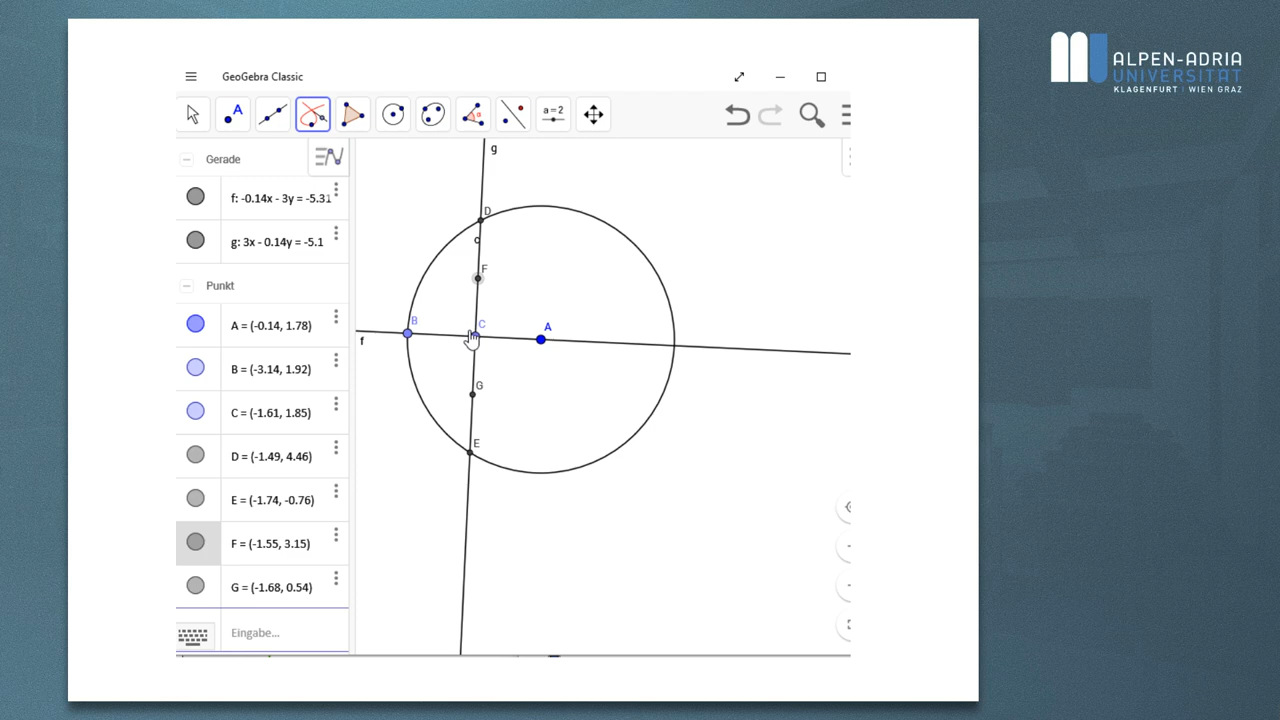 GeoGebra Classic
ALPEN-ADRIA
UNIVERSITÄT
KLAGENFURT | WIEN GRAZ
A
α
a=2
Gerade
f: -0.14x - 3y = -5.31
g: 3x - 0.14y = -5.1
Punkt
A = (-0.14, 1.78)
B = (-3.14, 1.92)
C = (-1.61, 1.85)
D = (-1.49, 4.46)
E = (-1.74, -0.76)
F = (-1.55, 3.15)
G = (-1.68, 0.54)
Eingabe...
g
D
c
F
B
C
A
f
G
E